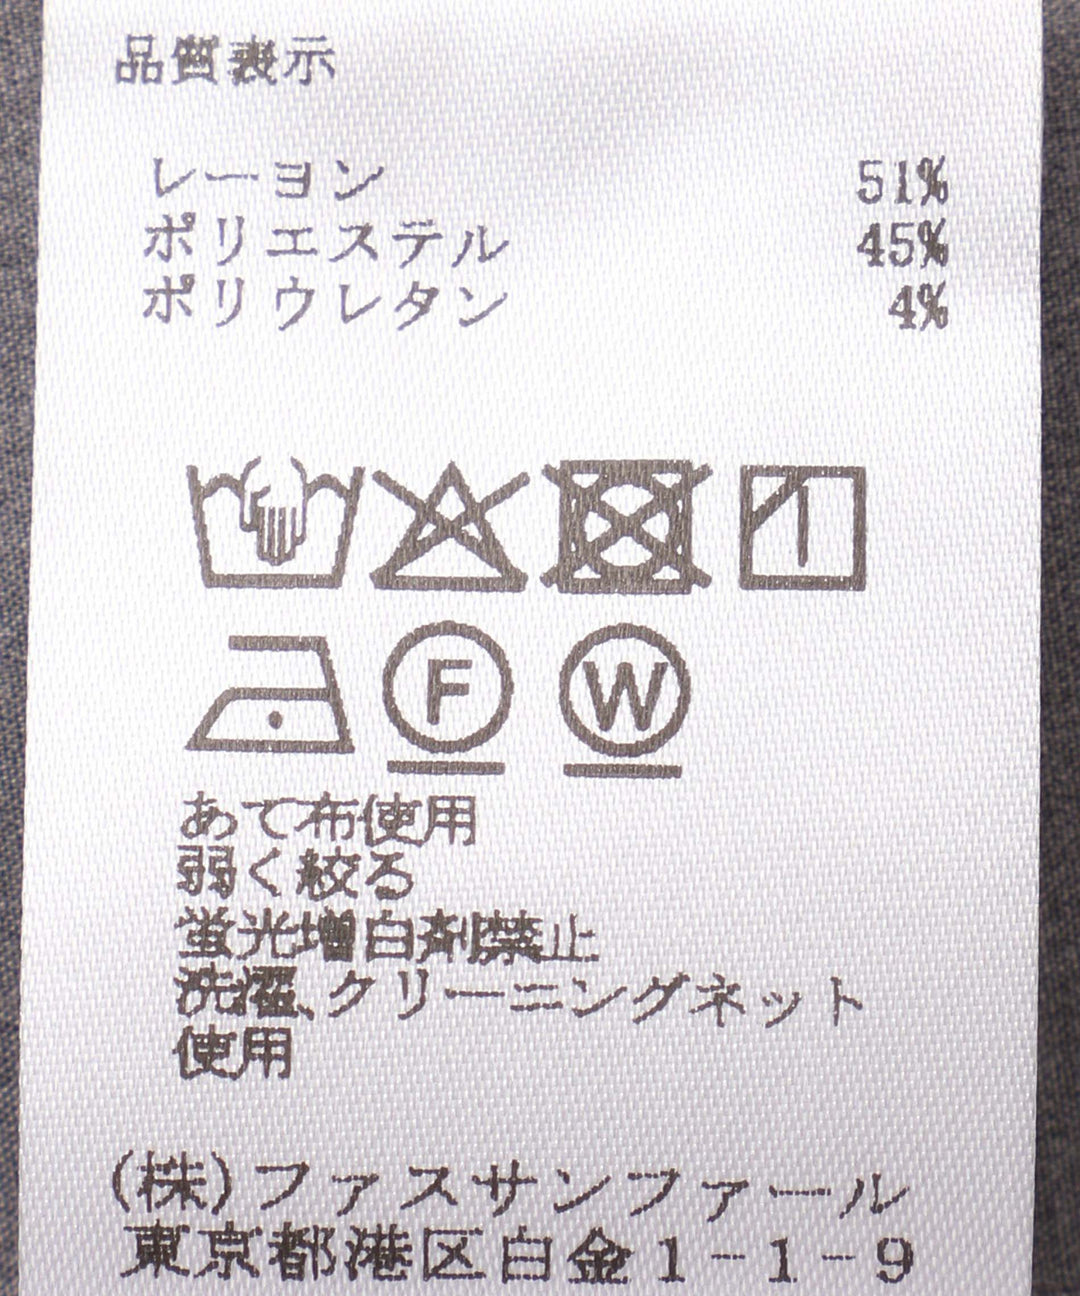 品質表示
レーヨン 51%
ポリエステル 45%
ポリウレタン 4%
F W
あて布使用
弱く絞る
蛍光増白剤禁止
洗濯、クリーニングネット
使用
(株)ファスサンファール
東京都港区白金1-1-9